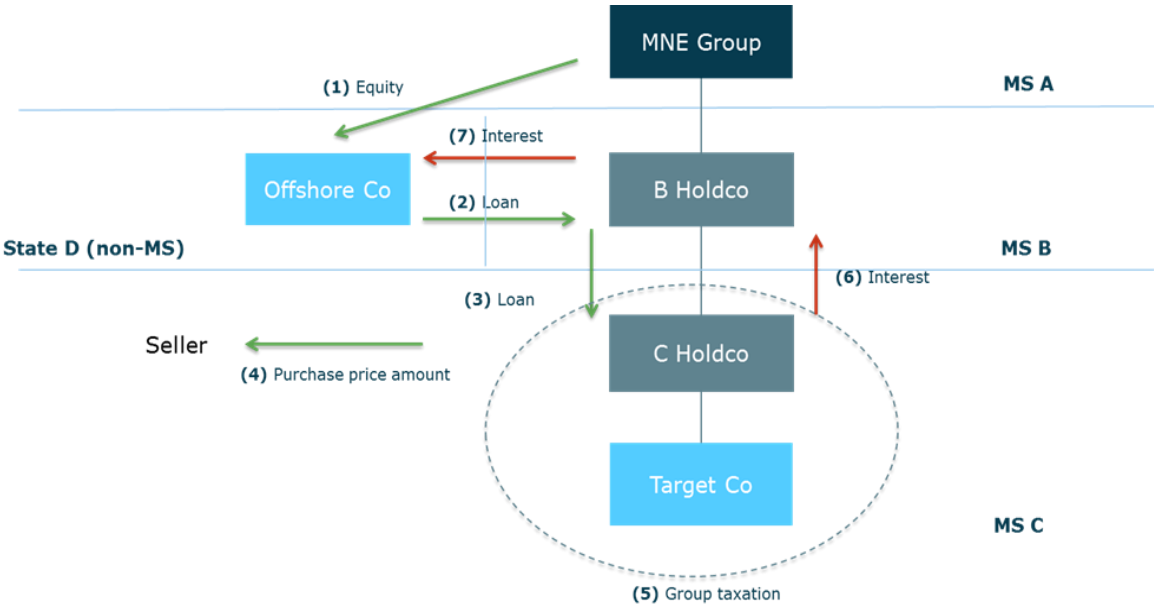 MNE Group
(1) Equity
MS A
(7) Interest
Offshore Co
B Holdco
(2) Loan
State D (non-MS)
MS B
(6) Interest
(3) Loan
Seller
C Holdco
(4) Purchase price amount
Target Co
MS C
(5) Group taxation